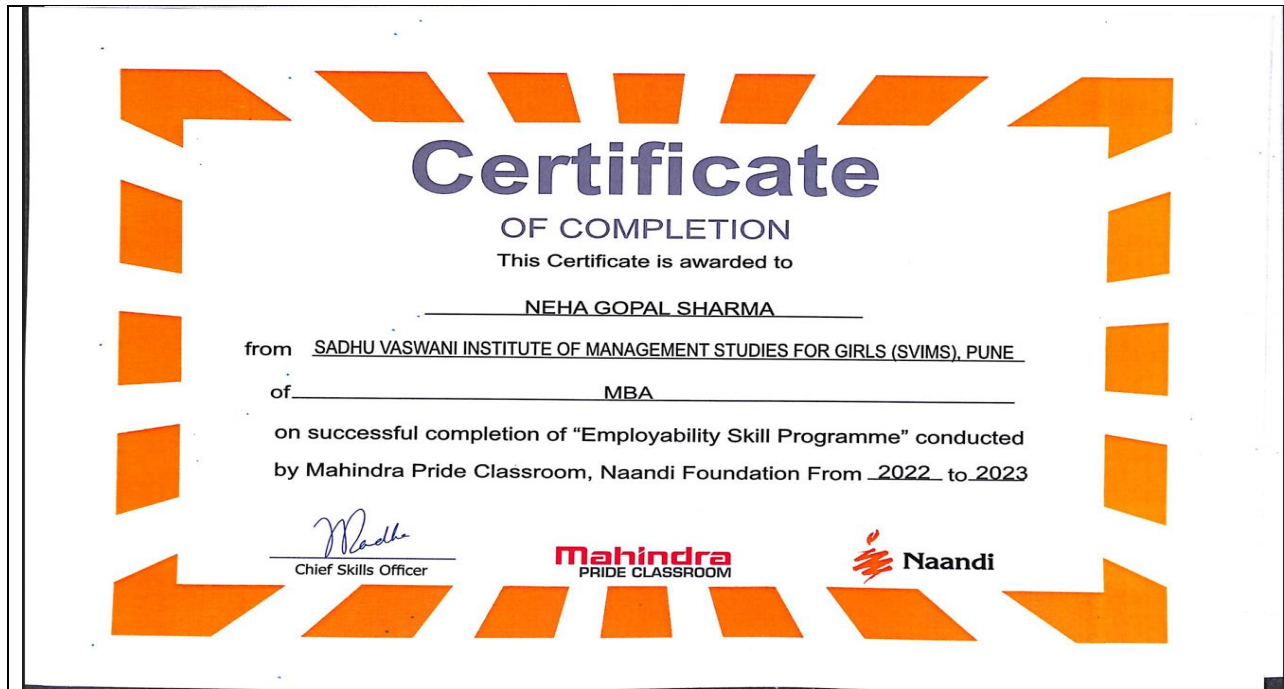 Certificate
OF COMPLETION
This Certificate is awarded to
NEHA GOPAL SHARMA
from SADHU VASWANI INSTITUTE OF MANAGEMENT STUDIES FOR GIRLS (SVIMS), PUNE
of MBA
on successful completion of “Employability Skill Programme” conducted
by Mahindra Pride Classroom, Naandi Foundation From 2022 to 2023
Chief Skills Officer
Mahindra
PRIDE CLASSROOM
Naandi